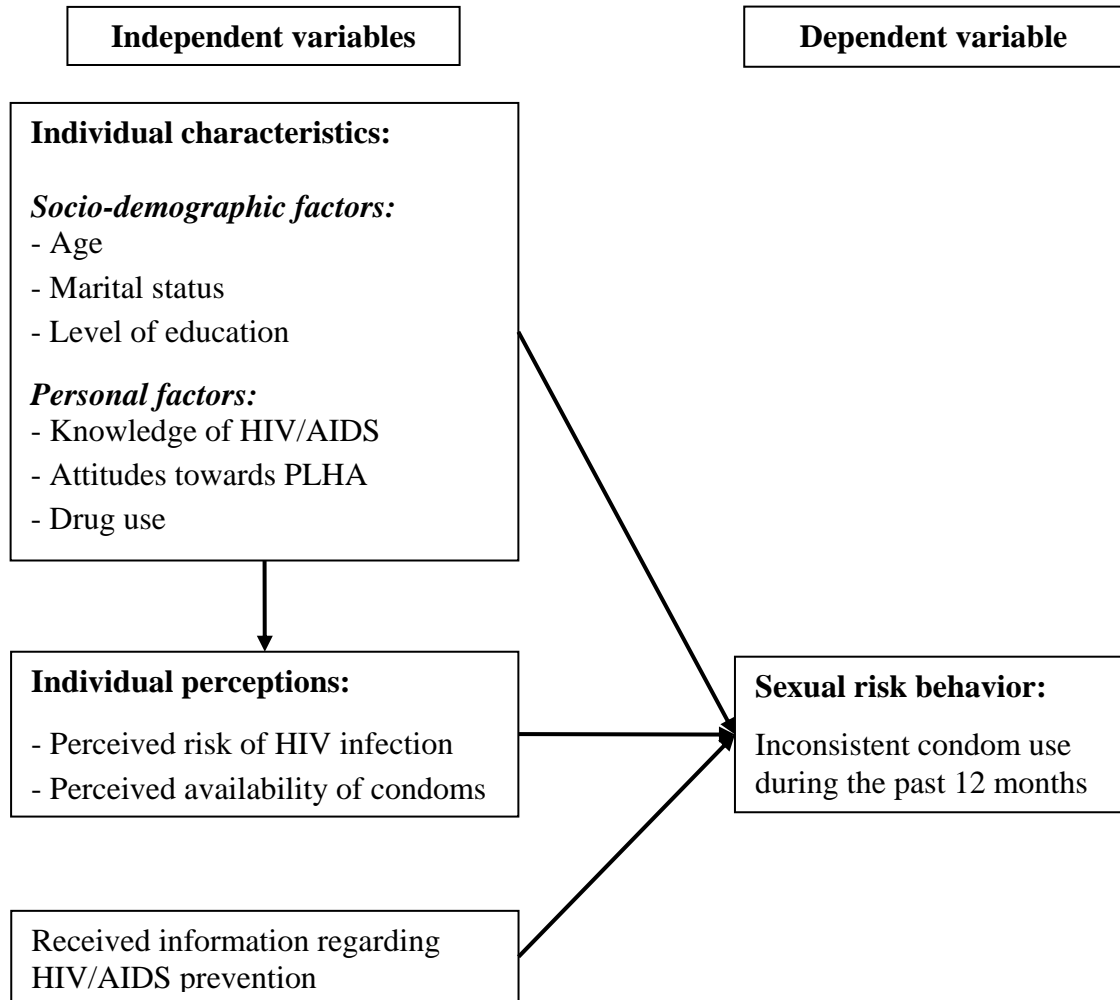 Independent variables
Dependent variable
Individual characteristics:
Socio-demographic factors:
- Age
- Marital status
- Level of education
Personal factors:
- Knowledge of HIV/AIDS
- Attitudes towards PLHA
- Drug use
Individual perceptions:
- Perceived risk of HIV infection
- Perceived availability of condoms
Sexual risk behavior:
Inconsistent condom use
during the past 12 months
Received information regarding
HIV/AIDS prevention